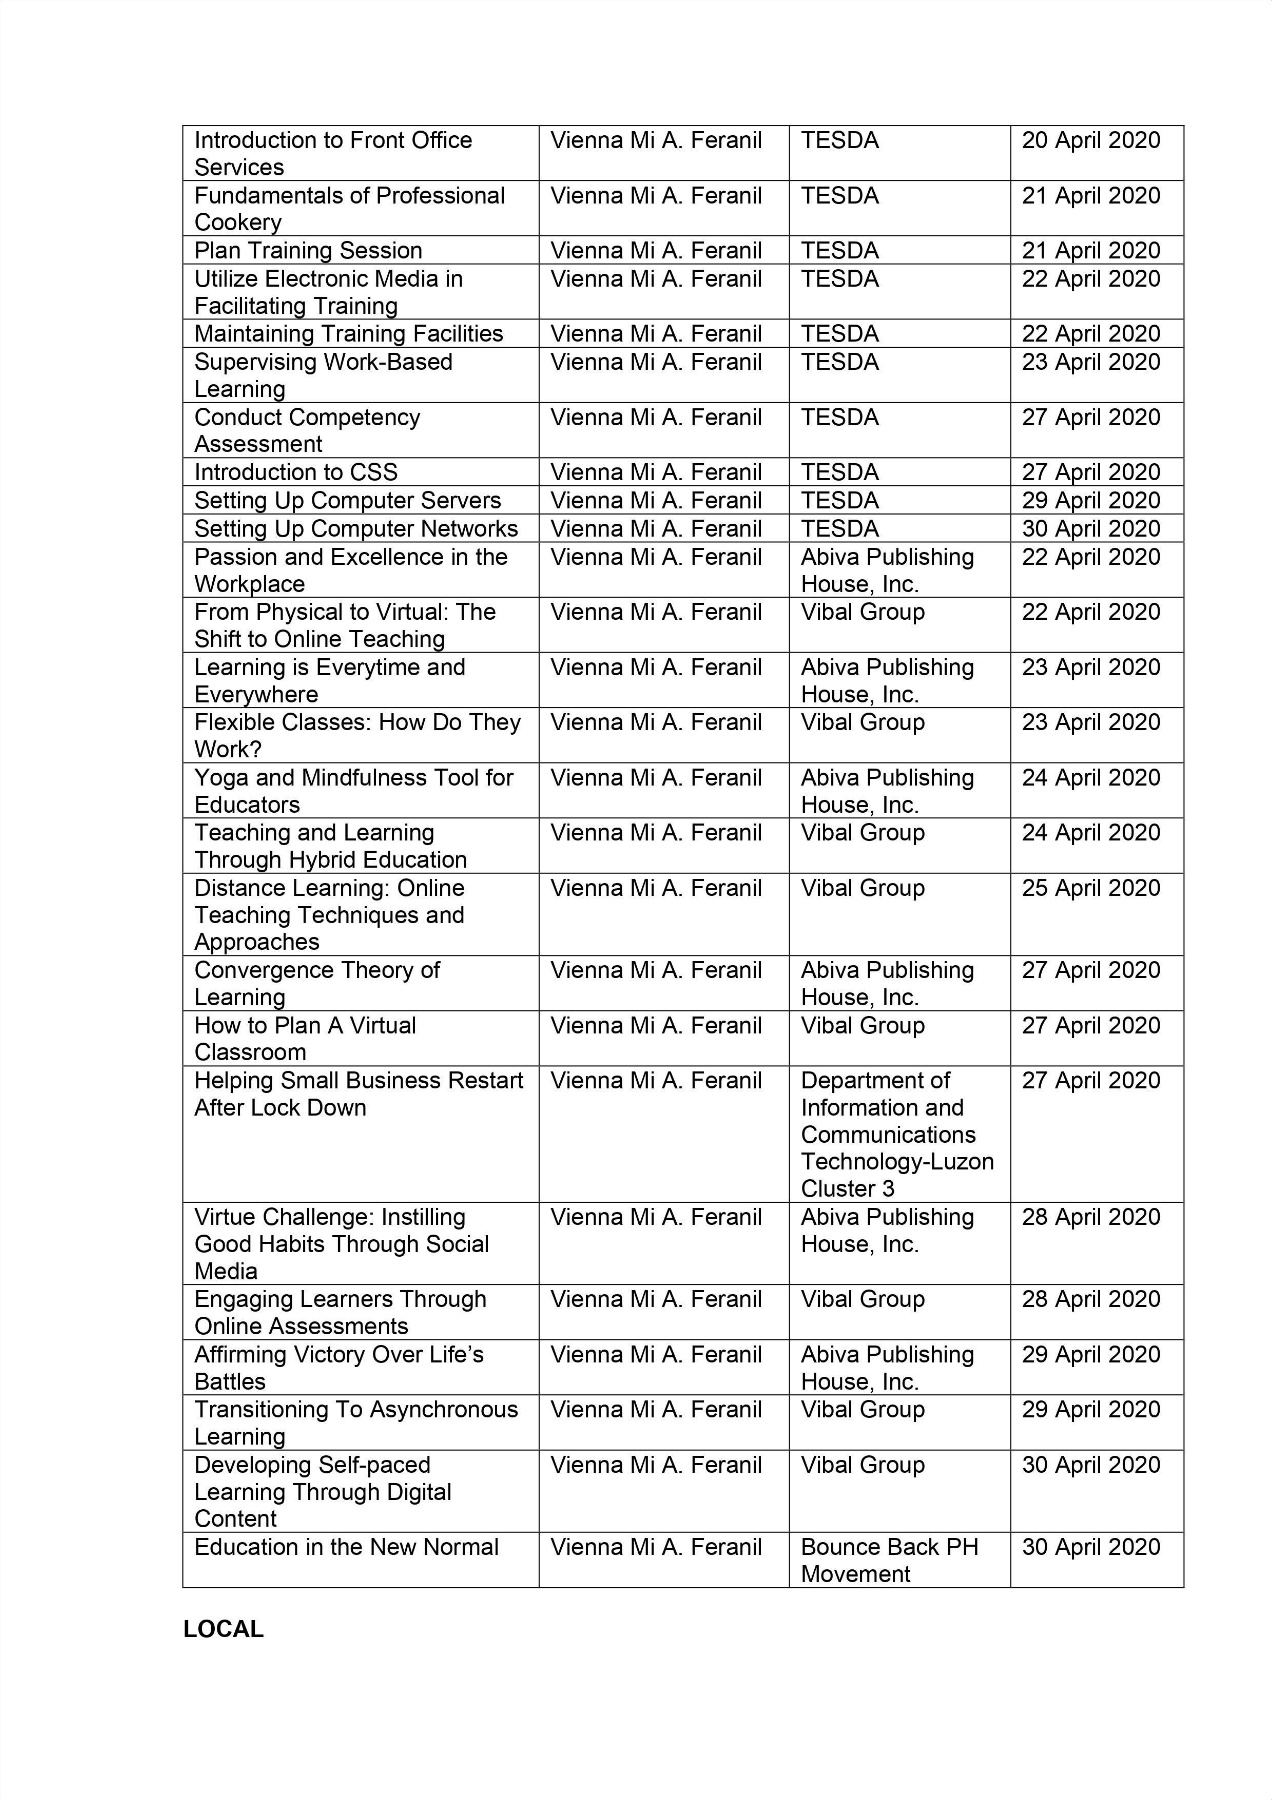 Introduction to Front Office Vienna Mi A. Feranil TESDA 20 April 2020
Services
Fundamentals of Professional Vienna Mi A. Feranil TESDA 21 April 2020
Cookery
Plan Training Session Vienna Mi A. Feranil TESDA 21 April 2020
Utilize Electronic Media in Vienna Mi A. Feranil TESDA 22 April 2020
Facilitating Training
Maintaining Training Facilities Vienna Mi A. Feranil TESDA 22 April 2020
Supervising Work-Based Vienna Mi A. Feranil TESDA 23 April 2020
Learning
Conduct Competency Vienna Mi A. Feranil TESDA 27 April 2020
Assessment
Introduction to CSS Vienna Mi A. Feranil TESDA 27 April 2020
Setting Up Computer Servers Vienna Mi A. Feranil TESDA 29 April 2020
Setting Up Computer Networks Vienna Mi A. Feranil TESDA 30 April 2020
Passion and Excellence in the Vienna Mi A. Feranil Abiva Publishing 22 April 2020
Workplace House, Inc.
From Physical to Virtual: The Vienna Mi A. Feranil Vibal Group 22 April 2020
Shift to Online Teaching
Learning is Everytime and Vienna Mi A. Feranil Abiva Publishing 23 April 2020
Everywhere House, Inc.
Flexible Classes: How Do They Vienna Mi A. Feranil Vibal Group 23 April 2020
Work?
Yoga and Mindfulness Tool for Vienna Mi A. Feranil Abiva Publishing 24 April 2020
Educators House, Inc.
Teaching and Learning Vienna Mi A. Feranil Vibal Group 24 April 2020
Through Hybrid Education
Distance Learning: Online Vienna Mi A. Feranil Vibal Group 25 April 2020
Teaching Techniques and
Approaches
Convergence Theory of Vienna Mi A. Feranil Abiva Publishing 27 April 2020
Learning House, Inc.
How to Plan A Virtual Vienna Mi A. Feranil Vibal Group 27 April 2020
Classroom
Helping Small Business Restart Vienna Mi A. Feranil Department of 27 April 2020
After Lock Down Information and
Communications
Technology-Luzon
Cluster 3
Virtue Challenge: Instilling Vienna Mi A. Feranil Abiva Publishing 28 April 2020
Good Habits Through Social House, Inc.
Media
Engaging Learners Through Vienna Mi A. Feranil Vibal Group 28 April 2020
Online Assessments
Affirming Victory Over Life’s Vienna Mi A. Feranil Abiva Publishing 29 April 2020
Battles House, Inc.
Transitioning To Asynchronous Vienna Mi A. Feranil Vibal Group 29 April 2020
Learning
Developing Self-paced Vienna Mi A. Feranil Vibal Group 30 April 2020
Learning Through Digital
Content
Education in the New Normal Vienna Mi A. Feranil Bounce Back PH 30 April 2020
Movement
LOCAL